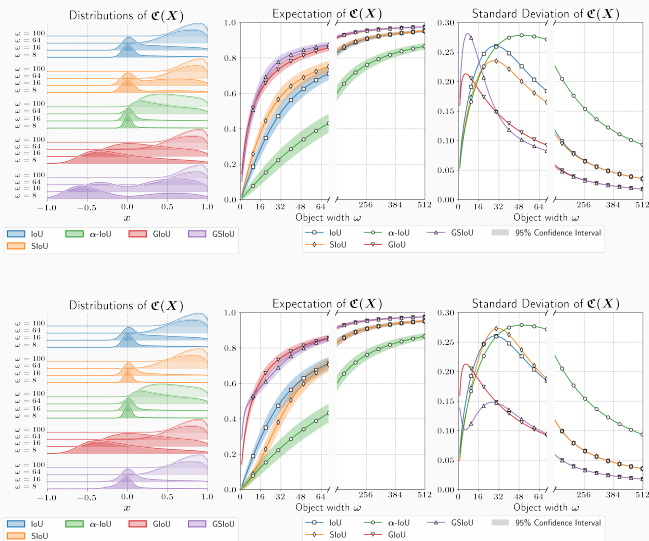 Distributions of ℭ(X)
ω = 100
ω = 64
ω = 16
ω = 8
ω = 100
ω = 64
ω = 16
ω = 8
ω = 100
ω = 64
ω = 16
ω = 8
ω = 100
ω = 64
ω = 16
ω = 8
ω = 100
ω = 64
ω = 16
ω = 8
−1.0 −0.5 0.0 0.5 1.0
x
IoU α-IoU GIoU GSIoU
SIoU
Expectation of ℭ(X)
1.0
0.8
0.6
0.4
0.2
0.0
0 16 32 48 64 256 384 512
Object width ω
Standard Deviation of ℭ(X)
0.30
0.25
0.20
0.15
0.10
0.05
0.00
0 16 32 48 64 256 384 512
Object width ω
IoU α-IoU GSIoU 95% Confidence Interval
SIoU GIoU
Distributions of ℭ(X)
ω = 100
ω = 64
ω = 16
ω = 8
ω = 100
ω = 64
ω = 16
ω = 8
ω = 100
ω = 64
ω = 16
ω = 8
ω = 100
ω = 64
ω = 16
ω = 8
ω = 100
ω = 64
ω = 16
ω = 8
−1.0 −0.5 0.0 0.5 1.0
x
IoU α-IoU GIoU GSIoU
SIoU
Expectation of ℭ(X)
1.0
0.8
0.6
0.4
0.2
0.0
0 16 32 48 64 256 384 512
Object width ω
Standard Deviation of ℭ(X)
0.30
0.25
0.20
0.15
0.10
0.05
0.00
0 16 32 48 64 256 384 512
Object width ω
IoU α-IoU GSIoU 95% Confidence Interval
SIoU GIoU